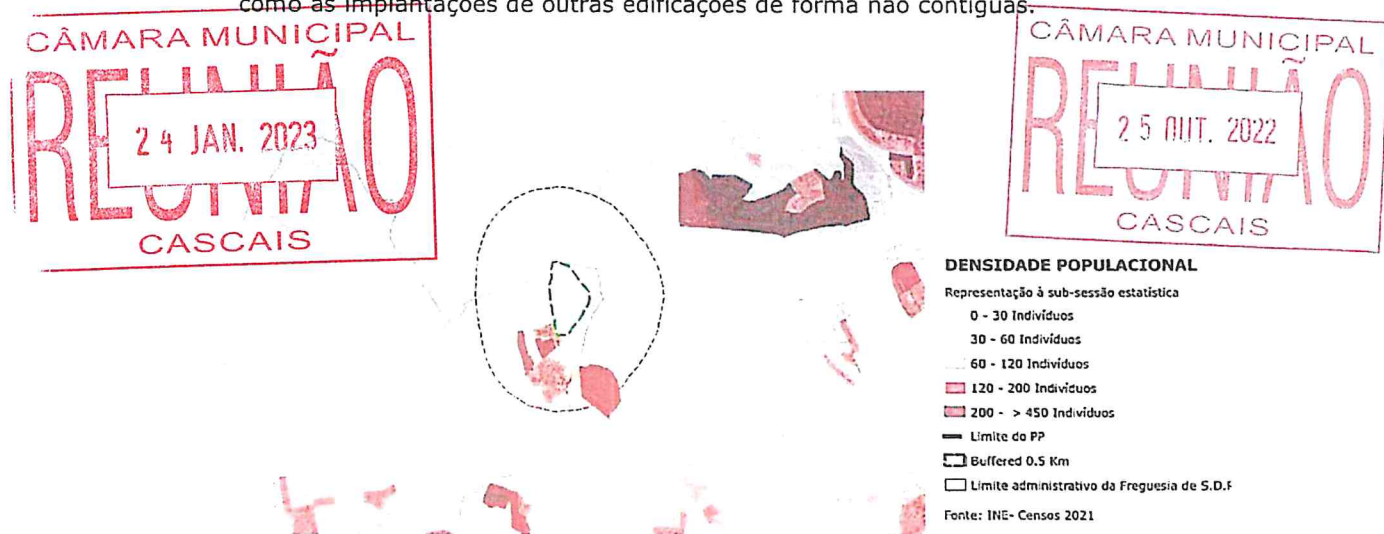 como as implantações de outras edificações de forma não contíguas.
CÂMARA MUNICIPAL
REUNIÃO
24 JAN. 2023
CASCAIS
CÂMARA MUNICIPAL
REUNIÃO
25 OUT. 2022
CASCAIS
DENSIDADE POPULACIONAL
Representação à sub-sessão estatística
0 - 30 Indivíduos
30 - 60 Indivíduos
60 - 120 Indivíduos
120 - 200 Indivíduos
200 - > 450 Indivíduos
Limite do PP
Buffered 0.5 Km
Limite administrativo da Freguesia de S.D.R
Fonte: INE- Censos 2021